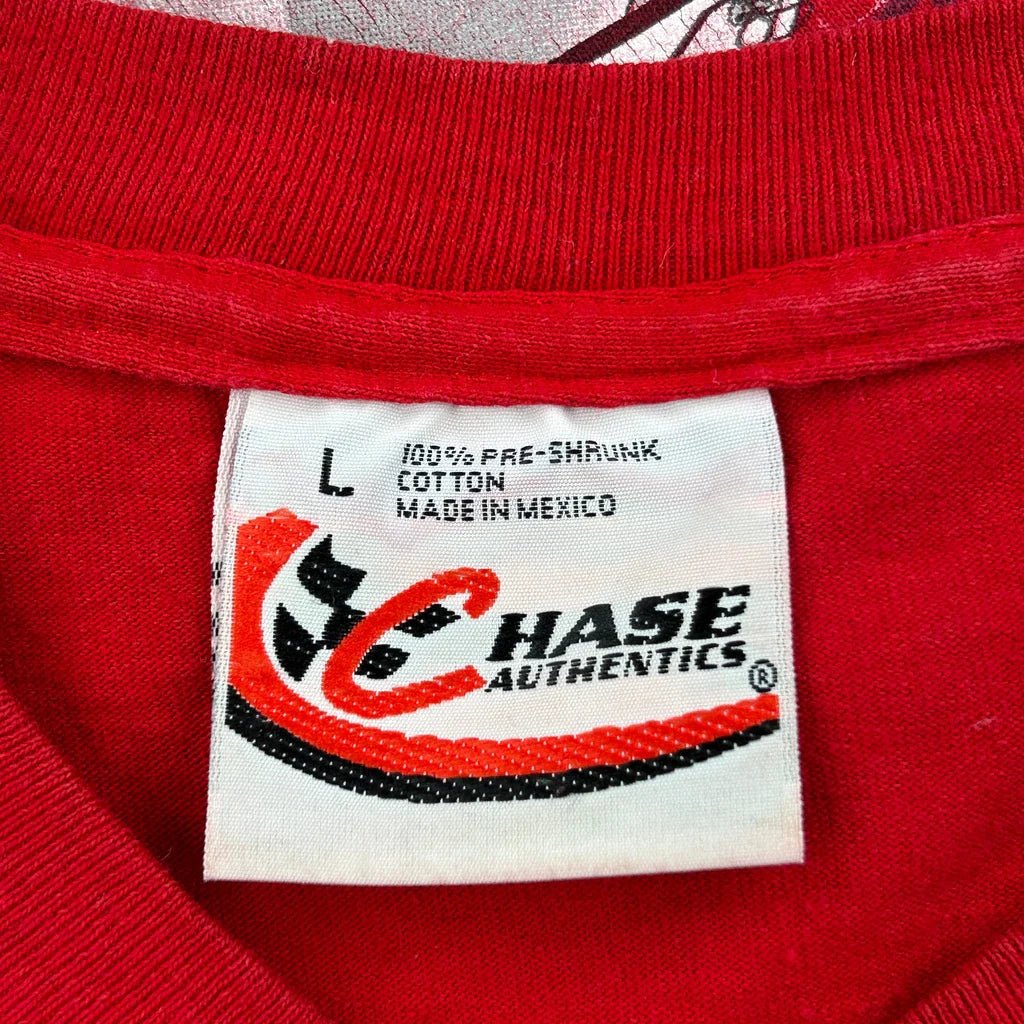 L
100% PRE-SHRUNK
COTTON
MADE IN MEXICO
CHASE
AUTHENTICS®